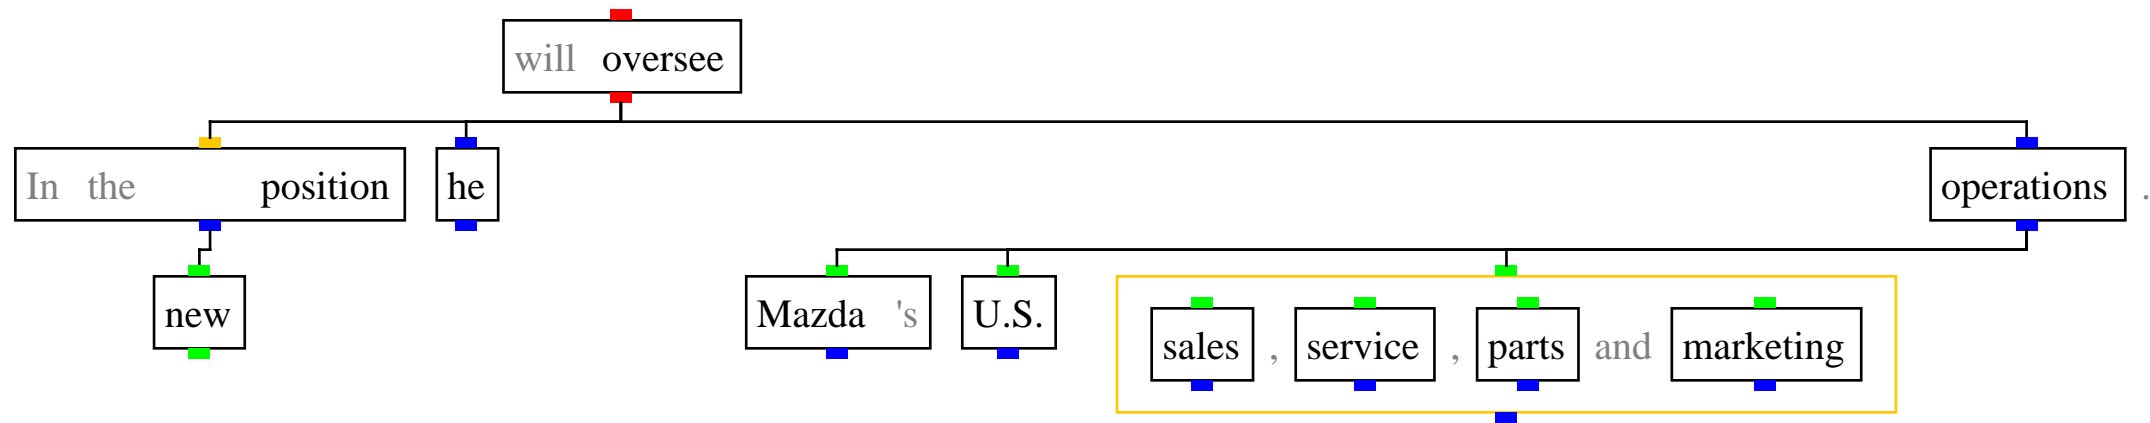 will oversee
In the position he operations .
new Mazda 's U.S. sales , service , parts and marketing